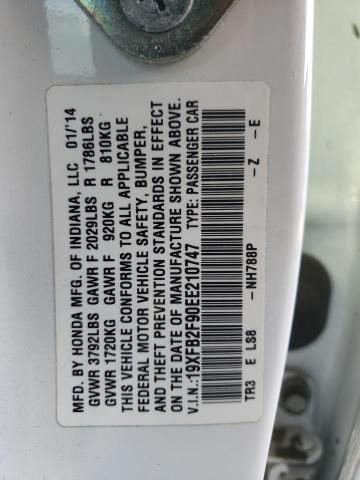 MFD. BY HONDA MFG. OF INDIANA, LLC 01/'14
GVWR 3792LBS GAWR F 2029LBS R 1786LBS
GVWR 1720KG GAWR F 920KG R 810KG
THIS VEHICLE CONFORMS TO ALL APPLICABLE
FEDERAL MOTOR VEHICLE SAFETY, BUMPER,
AND THEFT PREVENTION STANDARDS IN EFFECT
ON THE DATE OF MANUFACTURE SHOWN ABOVE.
V.I.N.:19XFB2F90EE210747 TYPE: PASSENGER CAR
TR3 E LS8 -NH788P -Z -E